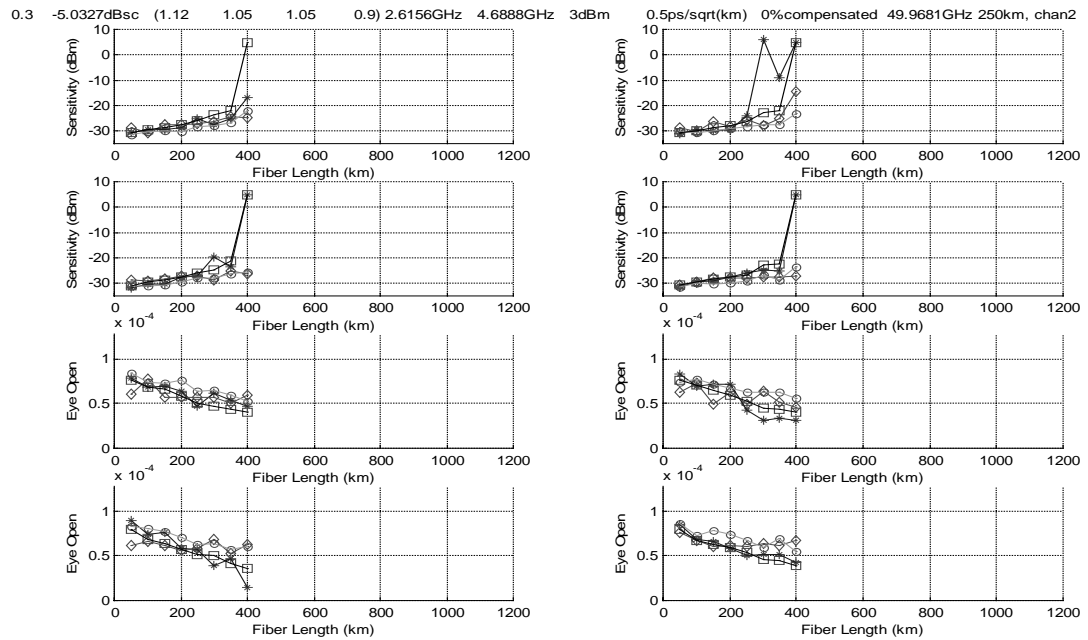 0.3 -5.0327dBsc (1.12 1.05 1.05 0.9) 2.6156GHz 4.6888GHz 3dBm 0.5ps/sqrt(km) 0%compensated 49.9681GHz 250km, chan2
10
0
-10
-20
-30
Sensitivity (dBm)
0 200 400 600 800 1000 1200
Fiber Length (km)
10
0
-10
-20
-30
Sensitivity (dBm)
0 200 400 600 800 1000 1200
Fiber Length (km)
10
0
-10
-20
-30
Sensitivity (dBm)
0 200 400 600 800 1000 1200
Fiber Length (km)
10
0
-10
-20
-30
Sensitivity (dBm)
0 200 400 600 800 1000 1200
Fiber Length (km)
x 10^-4
1
0.5
0
Eye Open
0 200 400 600 800 1000 1200
Fiber Length (km)
x 10^-4
1
0.5
0
Eye Open
0 200 400 600 800 1000 1200
Fiber Length (km)
x 10^-4
1
0.5
0
Eye Open
0 200 400 600 800 1000 1200
Fiber Length (km)
x 10^-4
1
0.5
0
Eye Open
0 200 400 600 800 1000 1200
Fiber Length (km)